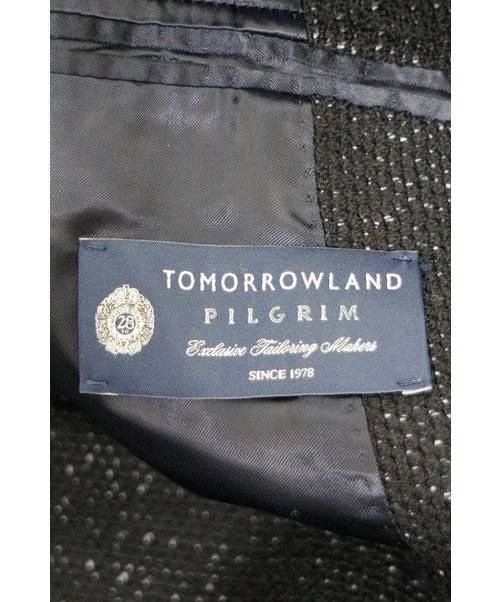 TOMORROWLAND
PILGRIM
28
Exclusive Tailoring Makers
SINCE 1978